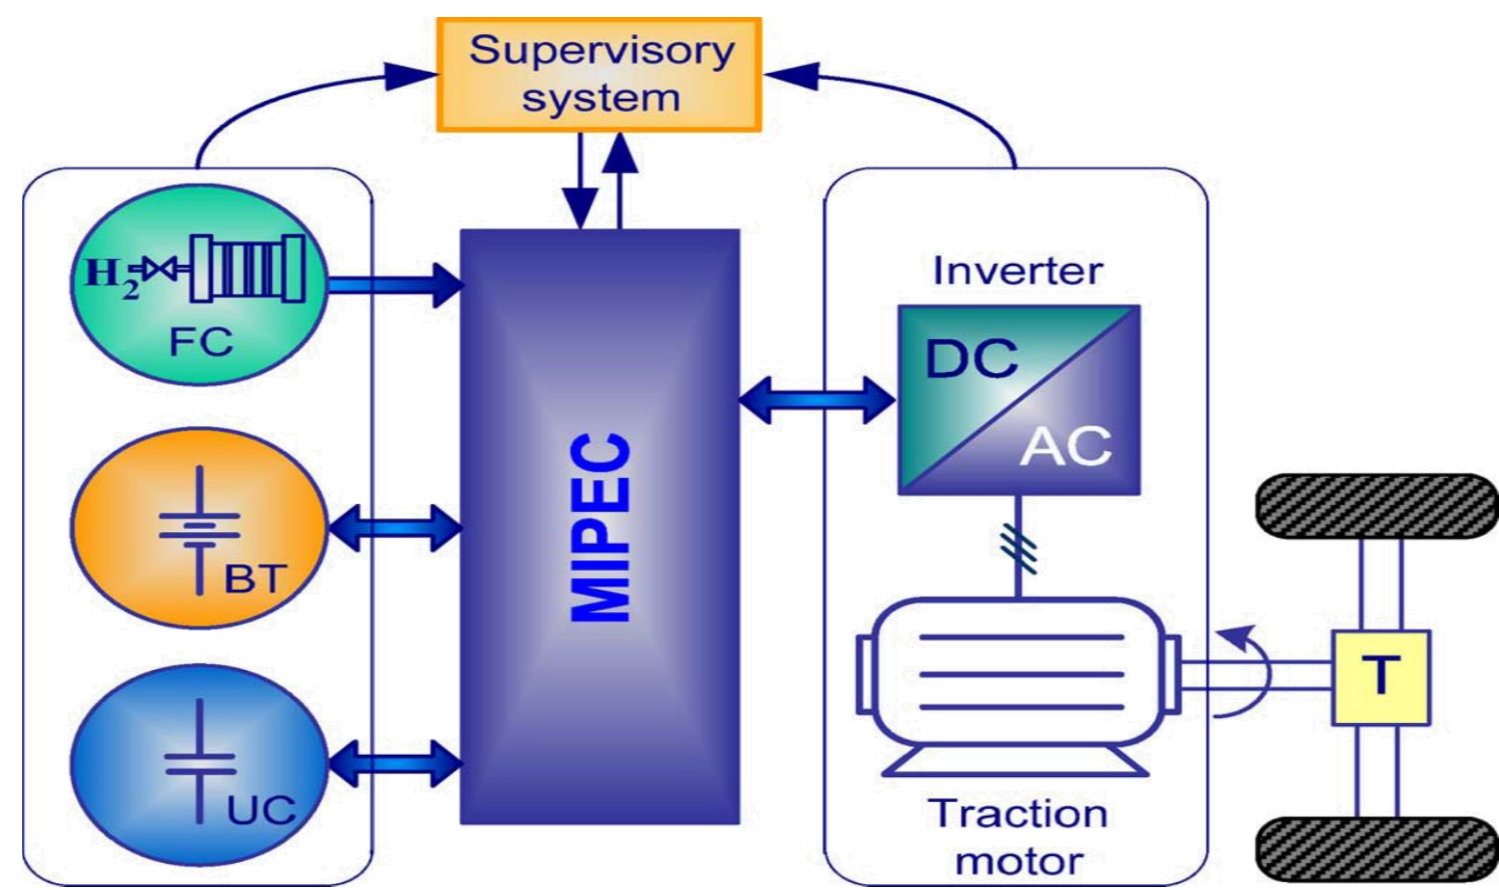 Supervisory
system
H2
FC
BT
UC
MIPEC
Inverter
DC
AC
Traction
motor
T